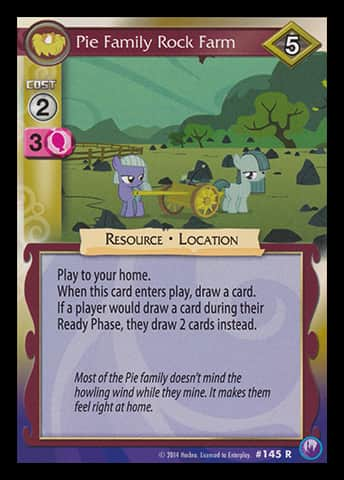 Pie Family Rock Farm
5
COST
2
3
RESOURCE • LOCATION
Play to your home.
When this card enters play, draw a card.
If a player would draw a card during their
Ready Phase, they draw 2 cards instead.
Most of the Pie family doesn't mind the
howling wind while they mine. It makes them
feel right at home.
© 2014 Hasbro. Licensed to Enterplay. #145 R